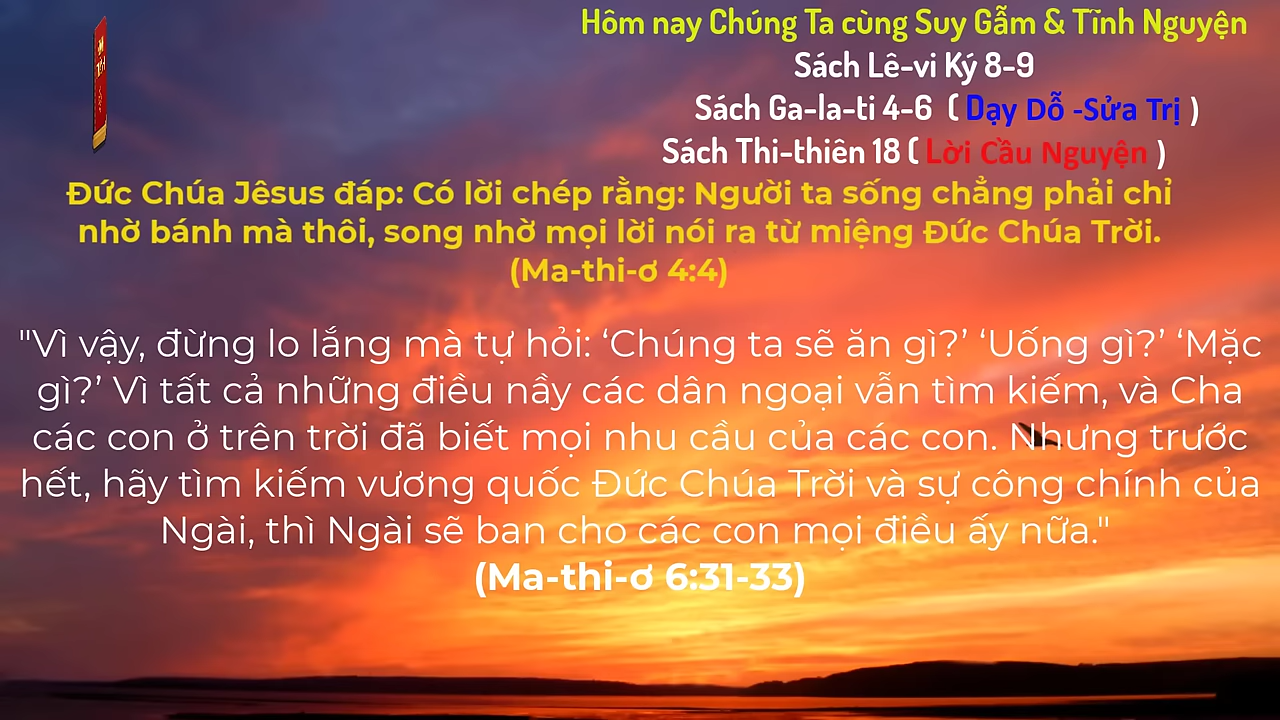 Hôm nay Chúng Ta cùng Suy Gẫm & Tĩnh Nguyện
Sách Lê-vi Ký 8-9
Sách Ga-la-ti 4-6 ( Dạy Dỗ -Sửa Trị )
Sách Thi-thiên 18 ( Lời Cầu Nguyện )
Đức Chúa Jêsus đáp: Có lời chép rằng: Người ta sống chẳng phải chỉ
nhờ bánh mà thôi, song nhờ mọi lời nói ra từ miệng Đức Chúa Trời.
(Ma-thi-ơ 4:4)
"Vì vậy, đừng lo lắng mà tự hỏi: ‘Chúng ta sẽ ăn gì?’ ‘Uống gì?’ ‘Mặc
gì?’ Vì tất cả những điều nầy các dân ngoại vẫn tìm kiếm, và Cha
các con ở trên trời đã biết mọi nhu cầu của các con. Nhưng trước
hết, hãy tìm kiếm vương quốc Đức Chúa Trời và sự công chính của
Ngài, thì Ngài sẽ ban cho các con mọi điều ấy nữa."
(Ma-thi-ơ 6:31-33)